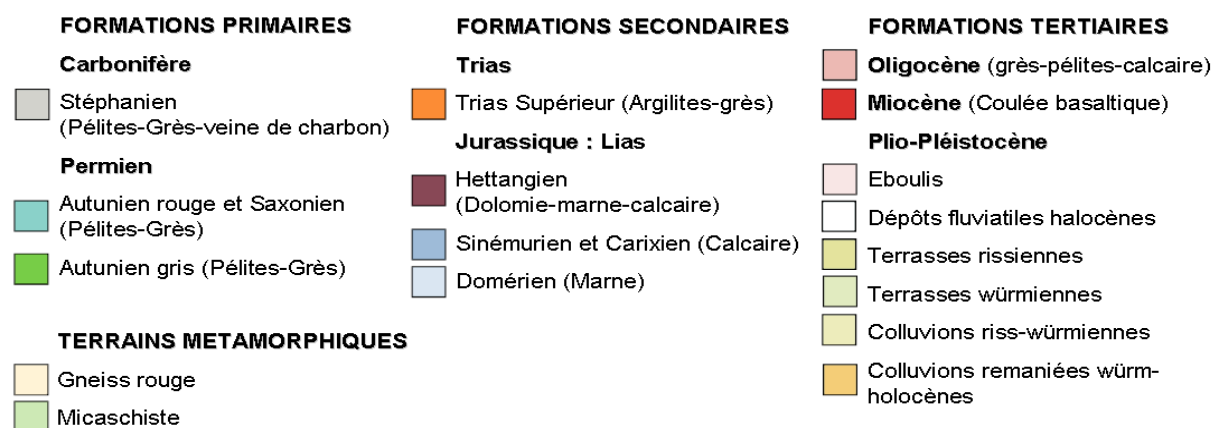 FORMATIONS PRIMAIRES
Carbonifère
Stéphanien
(Pélites-Grès-veine de charbon)
Permien
Autunien rouge et Saxonien
(Pélites-Grès)
Autunien gris (Pélites-Grès)
TERRAINS METAMORPHIQUES
Gneiss rouge
Micaschiste
FORMATIONS SECONDAIRES
Trias
Trias Supérieur (Argilites-grès)
Jurassique : Lias
Hettangien
(Dolomie-marne-calcaire)
Sinémurien et Carixien (Calcaire)
Domérien (Marne)
FORMATIONS TERTIAIRES
Oligocène (grès-pélites-calcaire)
Miocène (Coulée basaltique)
Plio-Pléistocène
Eboulis
Dépôts fluviatiles halocènes
Terrasses rissiennes
Terrasses würmiennes
Colluvions riss-würmiennes
Colluvions remaniées würm-
holocènes